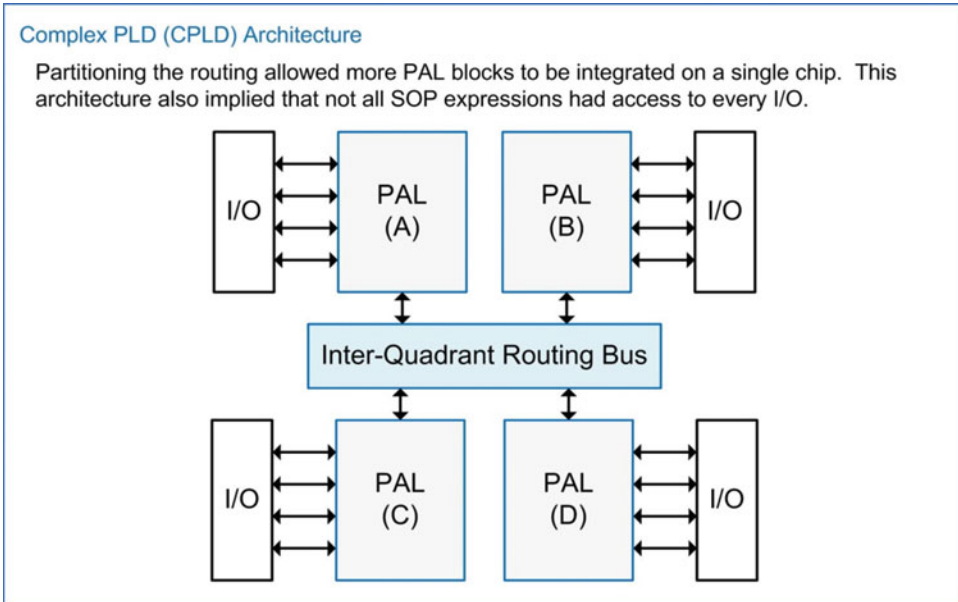 Complex PLD (CPLD) Architecture
Partitioning the routing allowed more PAL blocks to be integrated on a single chip. This
architecture also implied that not all SOP expressions had access to every I/O.
I/O
PAL
(A)
PAL
(B)
I/O
Inter-Quadrant Routing Bus
I/O
PAL
(C)
PAL
(D)
I/O